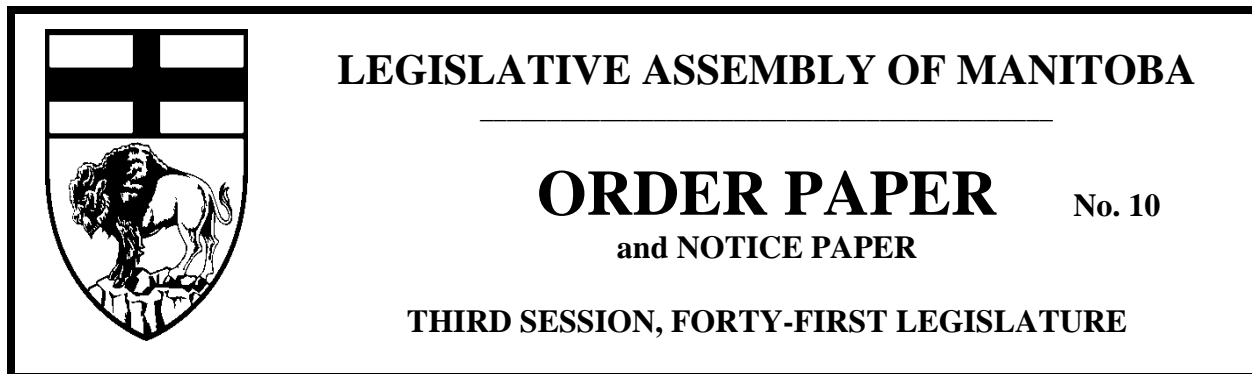 LEGISLATIVE ASSEMBLY OF MANITOBA
ORDER PAPER No. 10
and NOTICE PAPER
THIRD SESSION, FORTY-FIRST LEGISLATURE